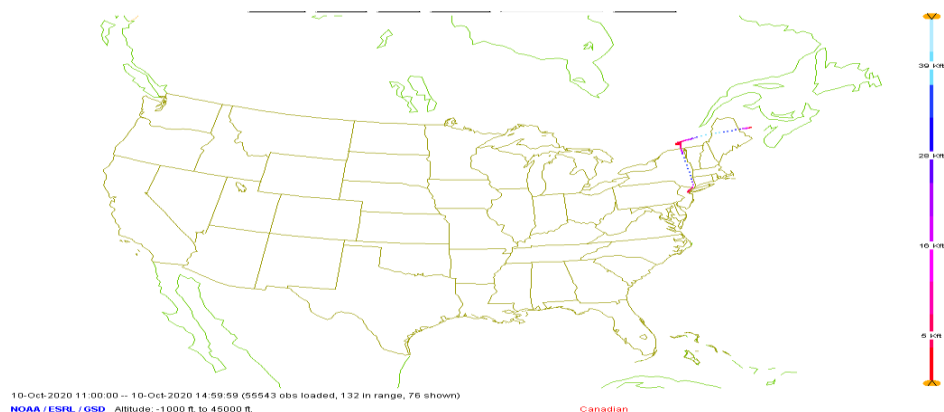 39 Kft
28 Kft
16 Kft
5 Kft
10-Oct-2020 11:00:00 -- 10-Oct-2020 14:59:59 (55543 obs loaded, 132 in range, 76 shown)
NOAA / ESRL / GSD Altitude: -1000 ft. to 45000 ft. Canadian